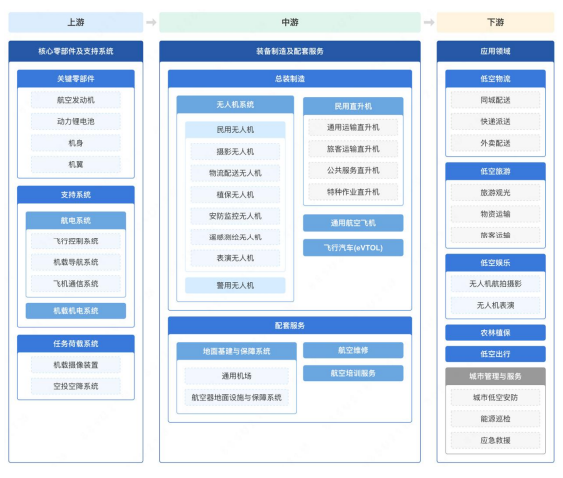 上游
中游
下游
核心零部件及支持系统
关键零部件
航空发动机
动力锂电池
机身
机翼
支持系统
航电系统
飞行控制系统
机载导航系统
飞机通信系统
机载机电系统
任务荷载系统
机载摄像装置
空投空降系统
装备制造及配套服务
总装制造
无人机系统
民用无人机
摄影无人机
物流配送无人机
植保无人机
安防监控无人机
遥感测绘无人机
表演无人机
警用无人机
民用直升机
通用运输直升机
旅客运输直升机
公共服务直升机
特种作业直升机
通用航空飞机
飞行汽车(eVTOL)
配套服务
地面基建与保障系统
通用机场
航空器地面设施与保障系统
航空维修
航空培训服务
应用领域
低空物流
同城配送
快递派送
外卖配送
低空旅游
旅游观光
物资运输
旅客运输
低空娱乐
无人机航拍摄影
无人机表演
农林植保
低空出行
城市管理与服务
城市低空安防
能源巡检
应急救援